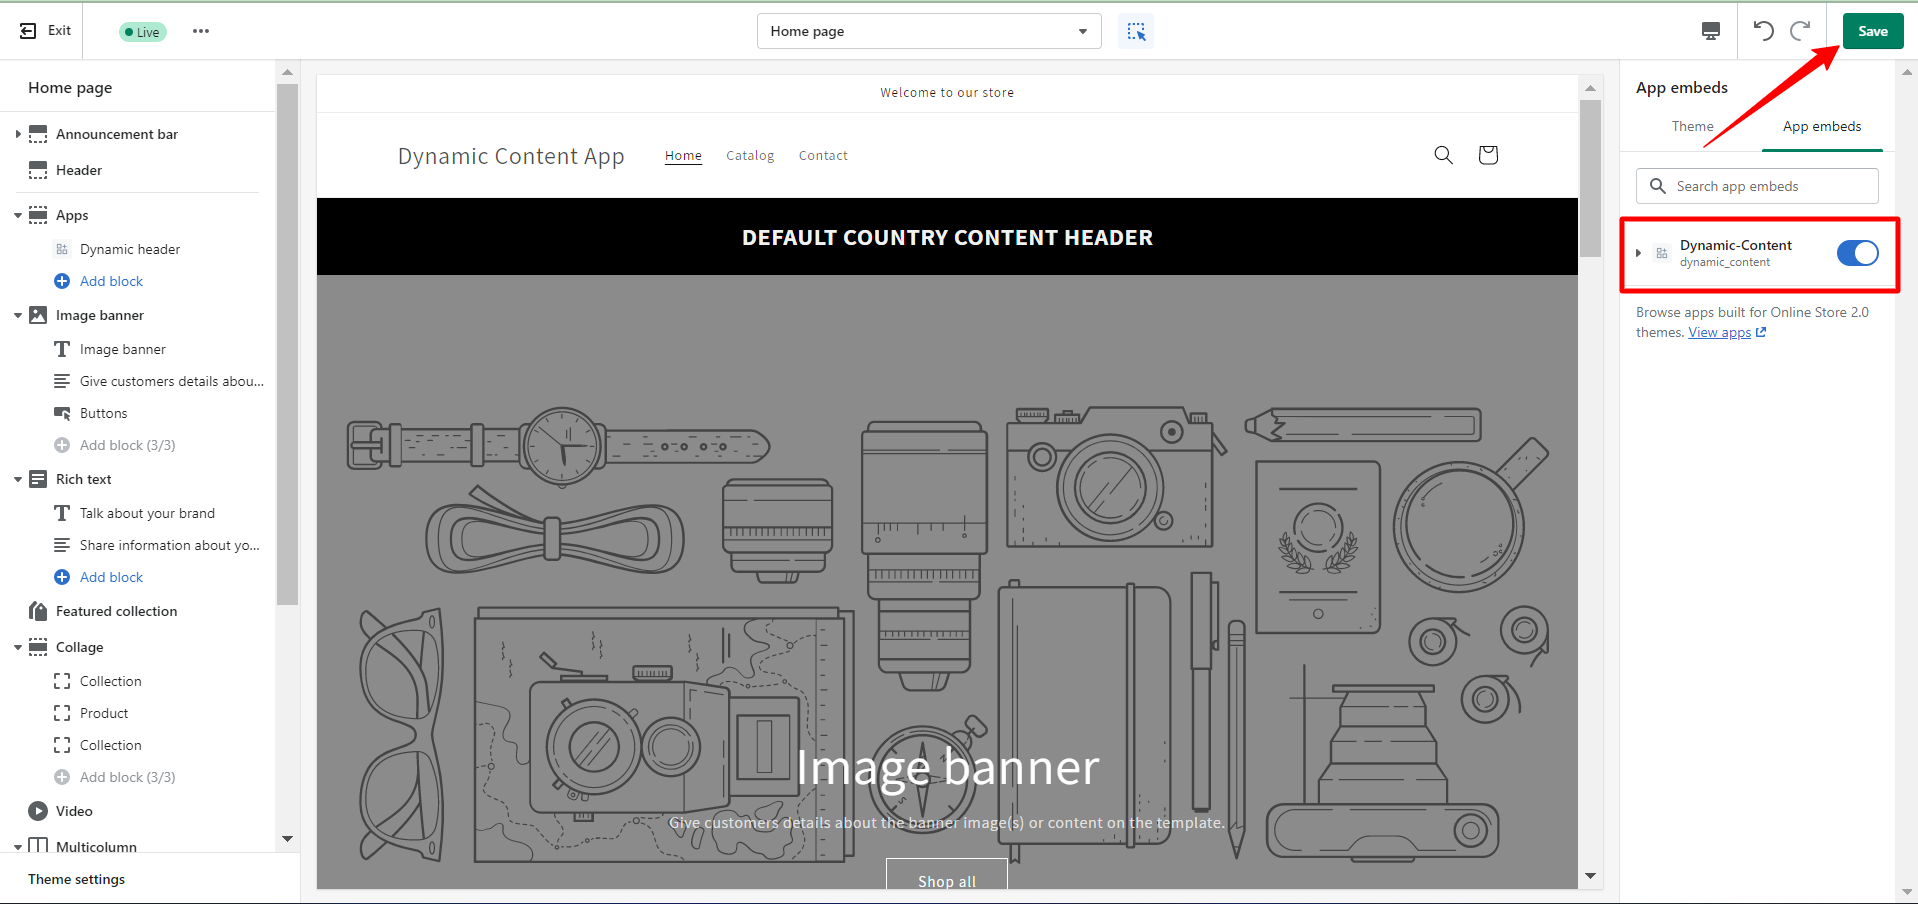 Exit
Live
Home page
Save
Home page
Announcement bar
Header
Apps
Dynamic header
Add block
Image banner
Image banner
Give customers details abou...
Buttons
Add block (3/3)
Rich text
Talk about your brand
Share information about yo...
Add block
Featured collection
Collage
Collection
Product
Collection
Add block (3/3)
Video
Multicolumn
Theme settings
Welcome to our store
Dynamic Content App
Home Catalog Contact
DEFAULT COUNTRY CONTENT HEADER
Image banner
Give customers details about the banner image(s) or content on the template.
Shop all
App embeds
Theme App embeds
Search app embeds
Dynamic-Content
dynamic_content
Browse apps built for Online Store 2.0
themes. View apps